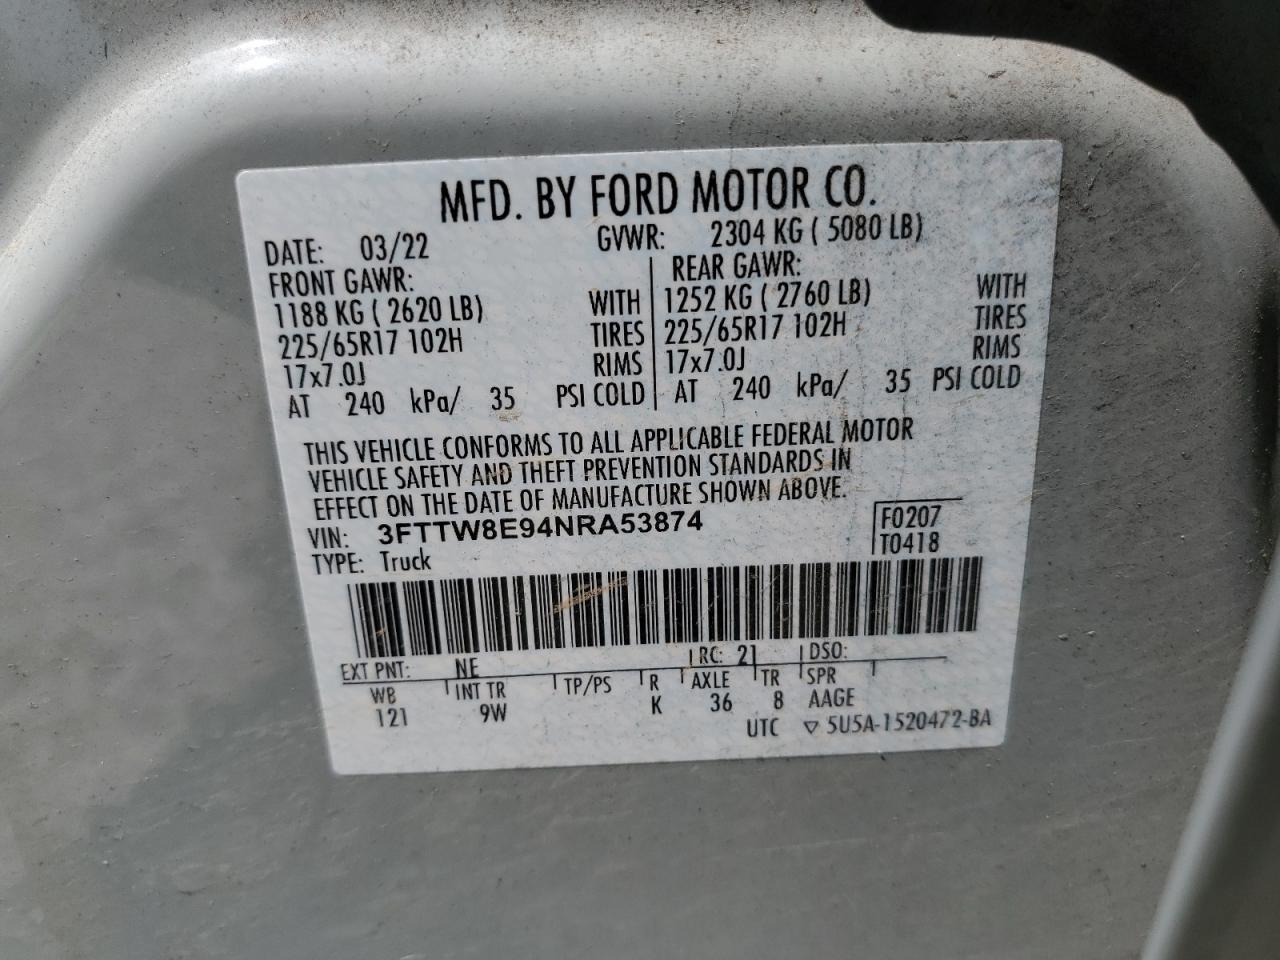 MFD. BY FORD MOTOR CO.
DATE: 03/22 GVWR: 2304 KG ( 5080 LB)
FRONT GAWR: REAR GAWR:
1188 KG ( 2620 LB) WITH 1252 KG ( 2760 LB) WITH
225/65R17 102H TIRES 225/65R17 102H TIRES
17x7.0J RIMS 17x7.0J RIMS
AT 240 kPa/ 35 PSI COLD AT 240 kPa/ 35 PSI COLD
THIS VEHICLE CONFORMS TO ALL APPLICABLE FEDERAL MOTOR
VEHICLE SAFETY AND THEFT PREVENTION STANDARDS IN
EFFECT ON THE DATE OF MANUFACTURE SHOWN ABOVE.
VIN: 3FTTW8E94NRA53874 F0207
TYPE: Truck T0418
EXT PNT: NE RC: 21 DSO:
WB INT TR TP/PS R AXLE TR SPR
121 9W K 36 8 AAGE
UTC ▽ 5U5A-1520472-BA